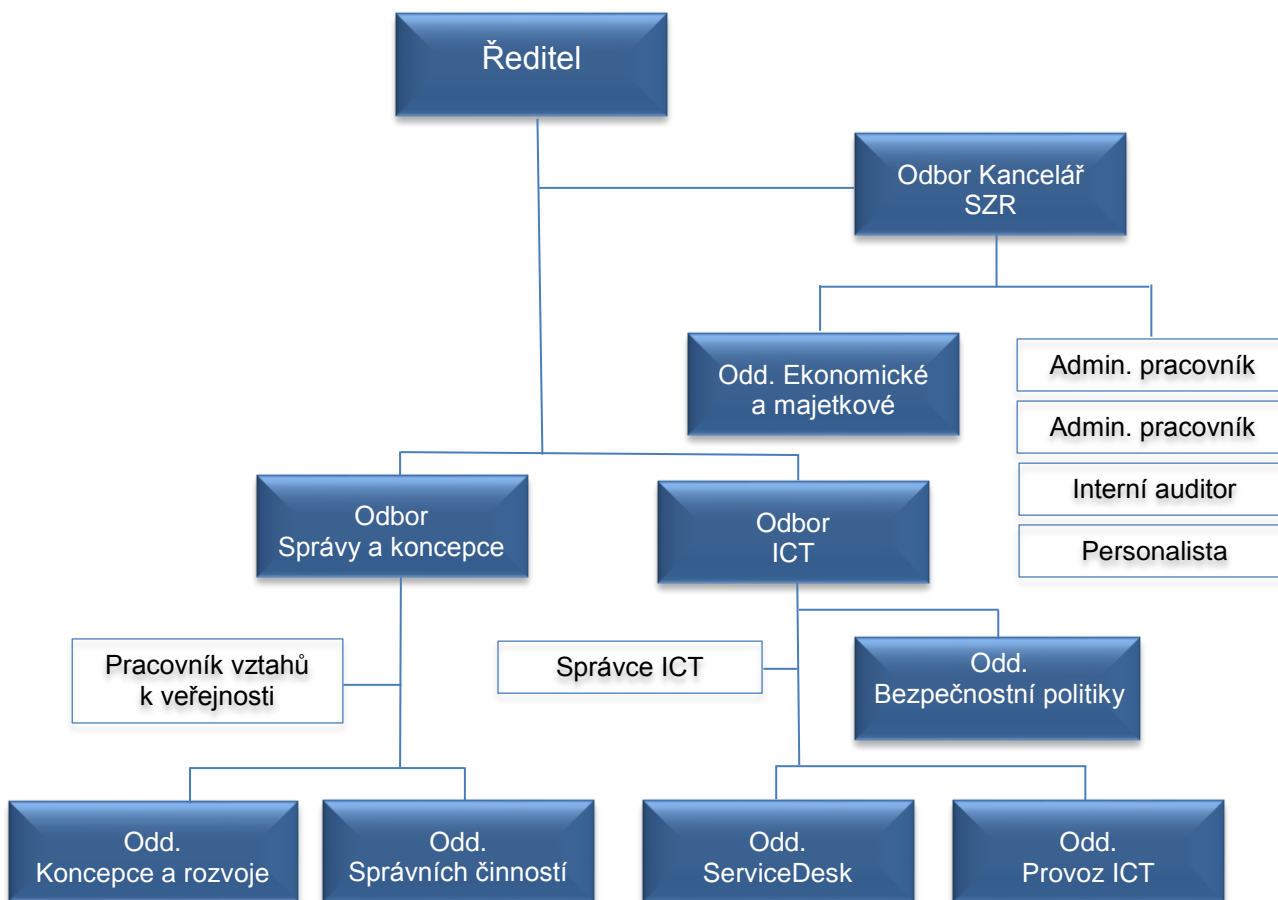 Ředitel
Odbor Kancelář
SZR
Odd. Ekonomické
a majetkové
Admin. pracovník
Admin. pracovník
Interní auditor
Personalista
Odbor
Správy a koncepce
Odbor
ICT
Pracovník vztahů
k veřejnosti
Správce ICT
Odd.
Bezpečnostní politiky
Odd.
Koncepce a rozvoje
Odd.
Správních činností
Odd.
ServiceDesk
Odd.
Provoz ICT